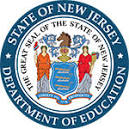 STATE OF NEW JERSEY
THE GREAT SEAL OF THE STATE OF NEW JERSEY
DEPARTMENT OF EDUCATION